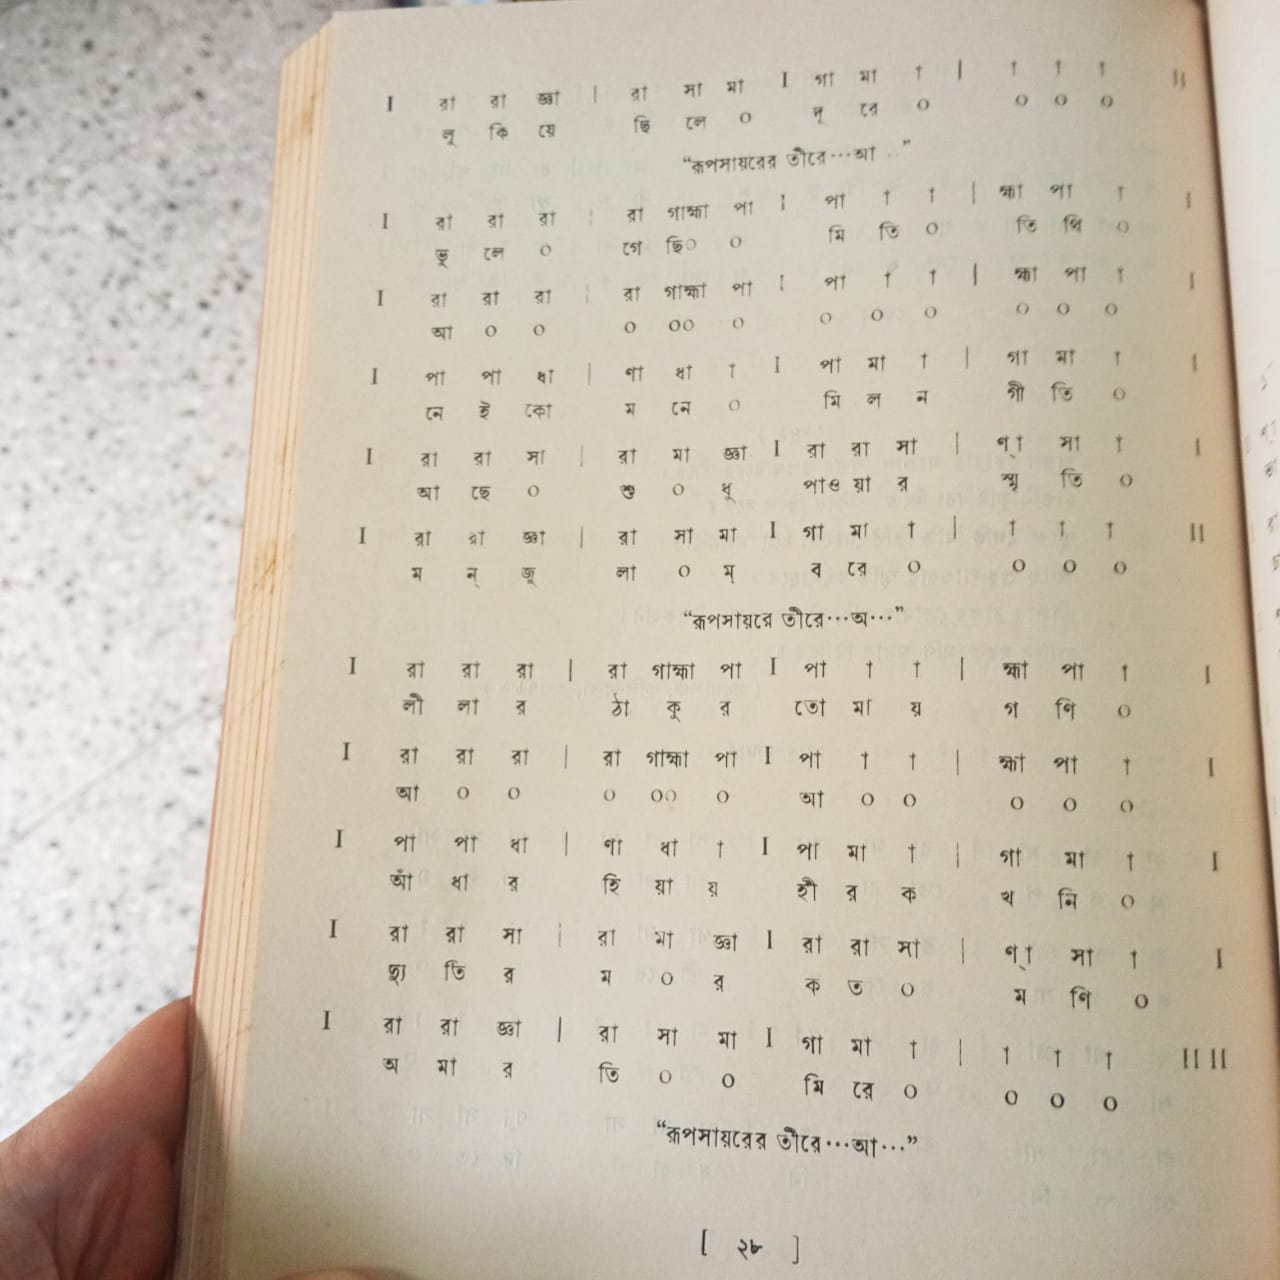 I রা রা জ্ঞা | রা সা মা I গা মা † | † † † II
লু কি য়ে ছি লে ০ দূ রে ০ ০ ০ ০
“রূপসায়রের তীরে···আ ··”
I রা রা রা | রা গাহ্মা পা I পা † † | হ্মা পা † I
ভু লে ০ গে ছি০ ০ মি তি ০ তি থি ০
I রা রা রা | রা গাহ্মা পা I পা † † | হ্মা পা † I
আ ০ ০ ০ ০০ ০ ০ ০ ০ ০ ০ ০
I পা পা ধা | ণা ধা † I পা মা † | গা মা † I
নে ই কো ম নে ০ মি ল ন গী তি ০
I রা রা সা | রা মা জ্ঞা I রা রা সা | ণ্† সা † I
আ ছে ০ শু ০ ধু পাও য়া র স্মৃ তি ০
I রা রা জ্ঞা | রা সা মা I গা মা † | † † † II
ম ন্ জু লা ০ ম্ ব রে ০ ০ ০ ০
“রূপসায়রে তীরে···অ···”
I রা রা রা | রা গাহ্মা পা I পা † † | হ্মা পা † I
লী লা র ঠা কু র তো মা য় গ ণি ০
I রা রা রা | রা গাহ্মা পা I পা † † | হ্মা পা † I
আ ০ ০ ০ ০০ ০ আ ০ ০ ০ ০ ০
I পা পা ধা | ণা ধা † I পা মা † | গা মা † I
আঁ ধা র হি য়া য় হী র ক খ নি ০
I রা রা সা | রা মা জ্ঞা I রা রা সা | ণ্† সা † I
দ্যু তি র ম ০ র ক ত ০ ম ণি ০
I রা রা জ্ঞা | রা সা মা I গা মা † | † † † II II
অ মা র তি ০ ০ মি রে ০ ০ ০ ০
“রূপসায়রের তীরে···আ···”
[ ২৮ ]